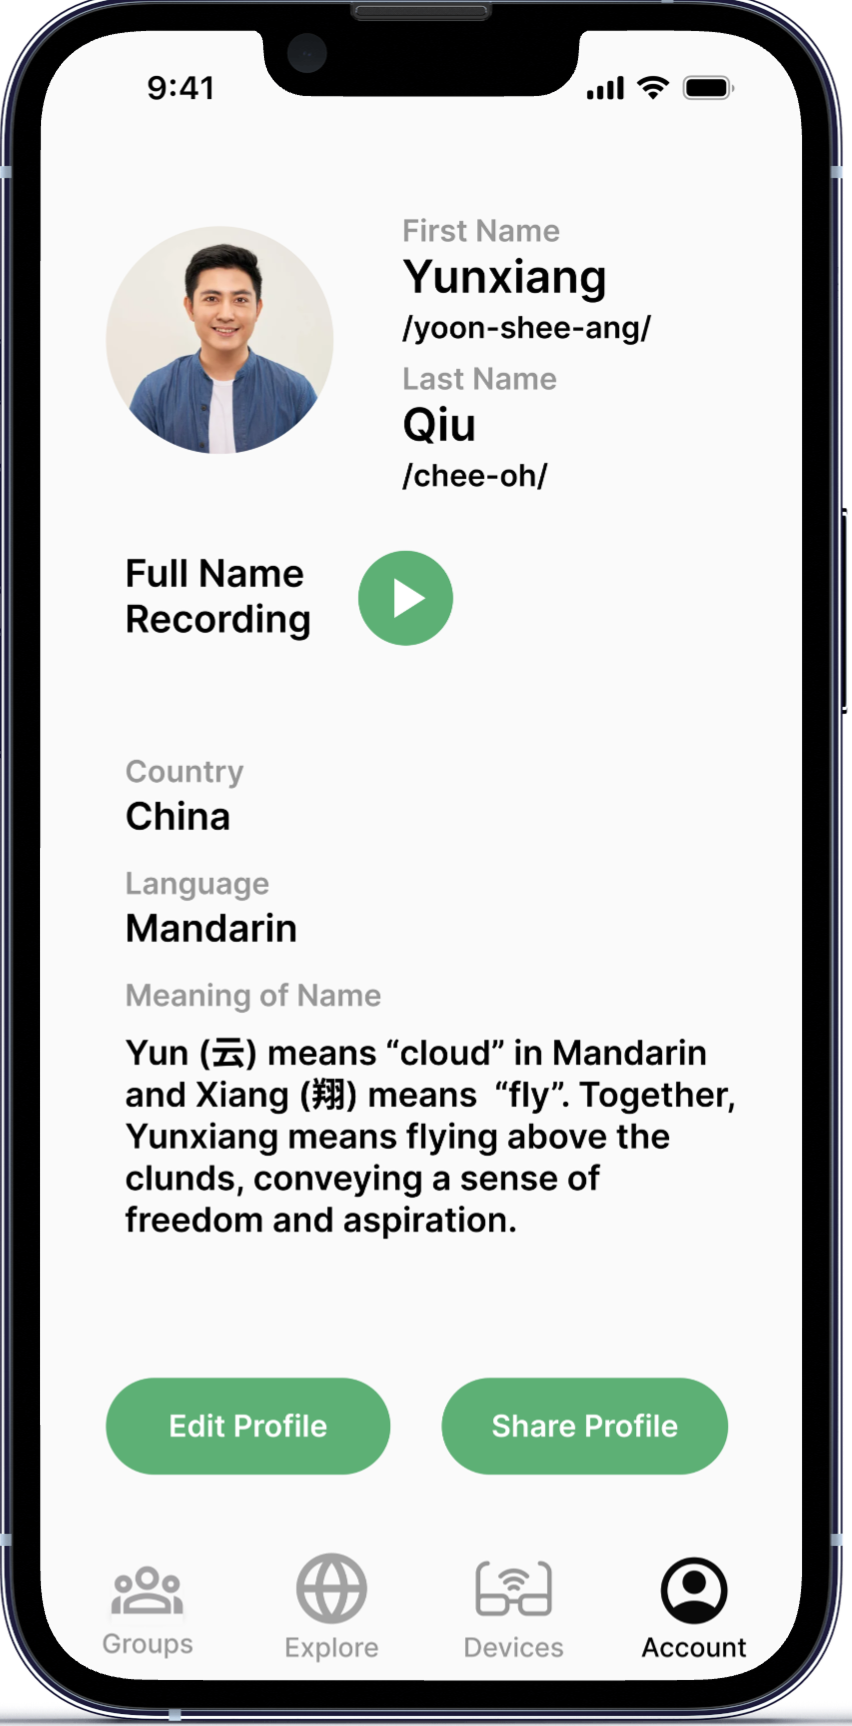 9:41
First Name
Yunxiang
/yoon-shee-ang/
Last Name
Qiu
/chee-oh/
Full Name
Recording
Country
China
Language
Mandarin
Meaning of Name
Yun (云) means “cloud” in Mandarin
and Xiang (翔) means  “fly”. Together,
Yunxiang means flying above the
clunds, conveying a sense of
freedom and aspiration.
Edit Profile
Share Profile
Groups
Explore
Devices
Account